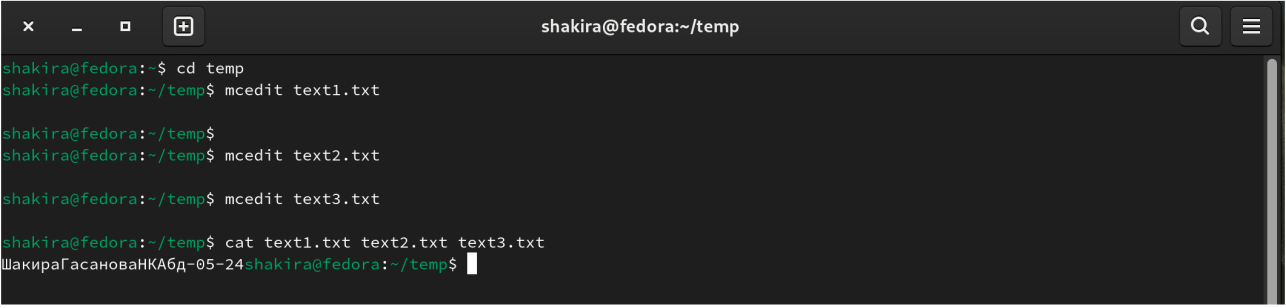 shakira@fedora:~/temp
shakira@fedora:~$ cd temp
shakira@fedora:~/temp$ mcedit text1.txt
shakira@fedora:~/temp$
shakira@fedora:~/temp$ mcedit text2.txt
shakira@fedora:~/temp$ mcedit text3.txt
shakira@fedora:~/temp$ cat text1.txt text2.txt text3.txt
ШакираГасановаНКАбд-05-24shakira@fedora:~/temp$